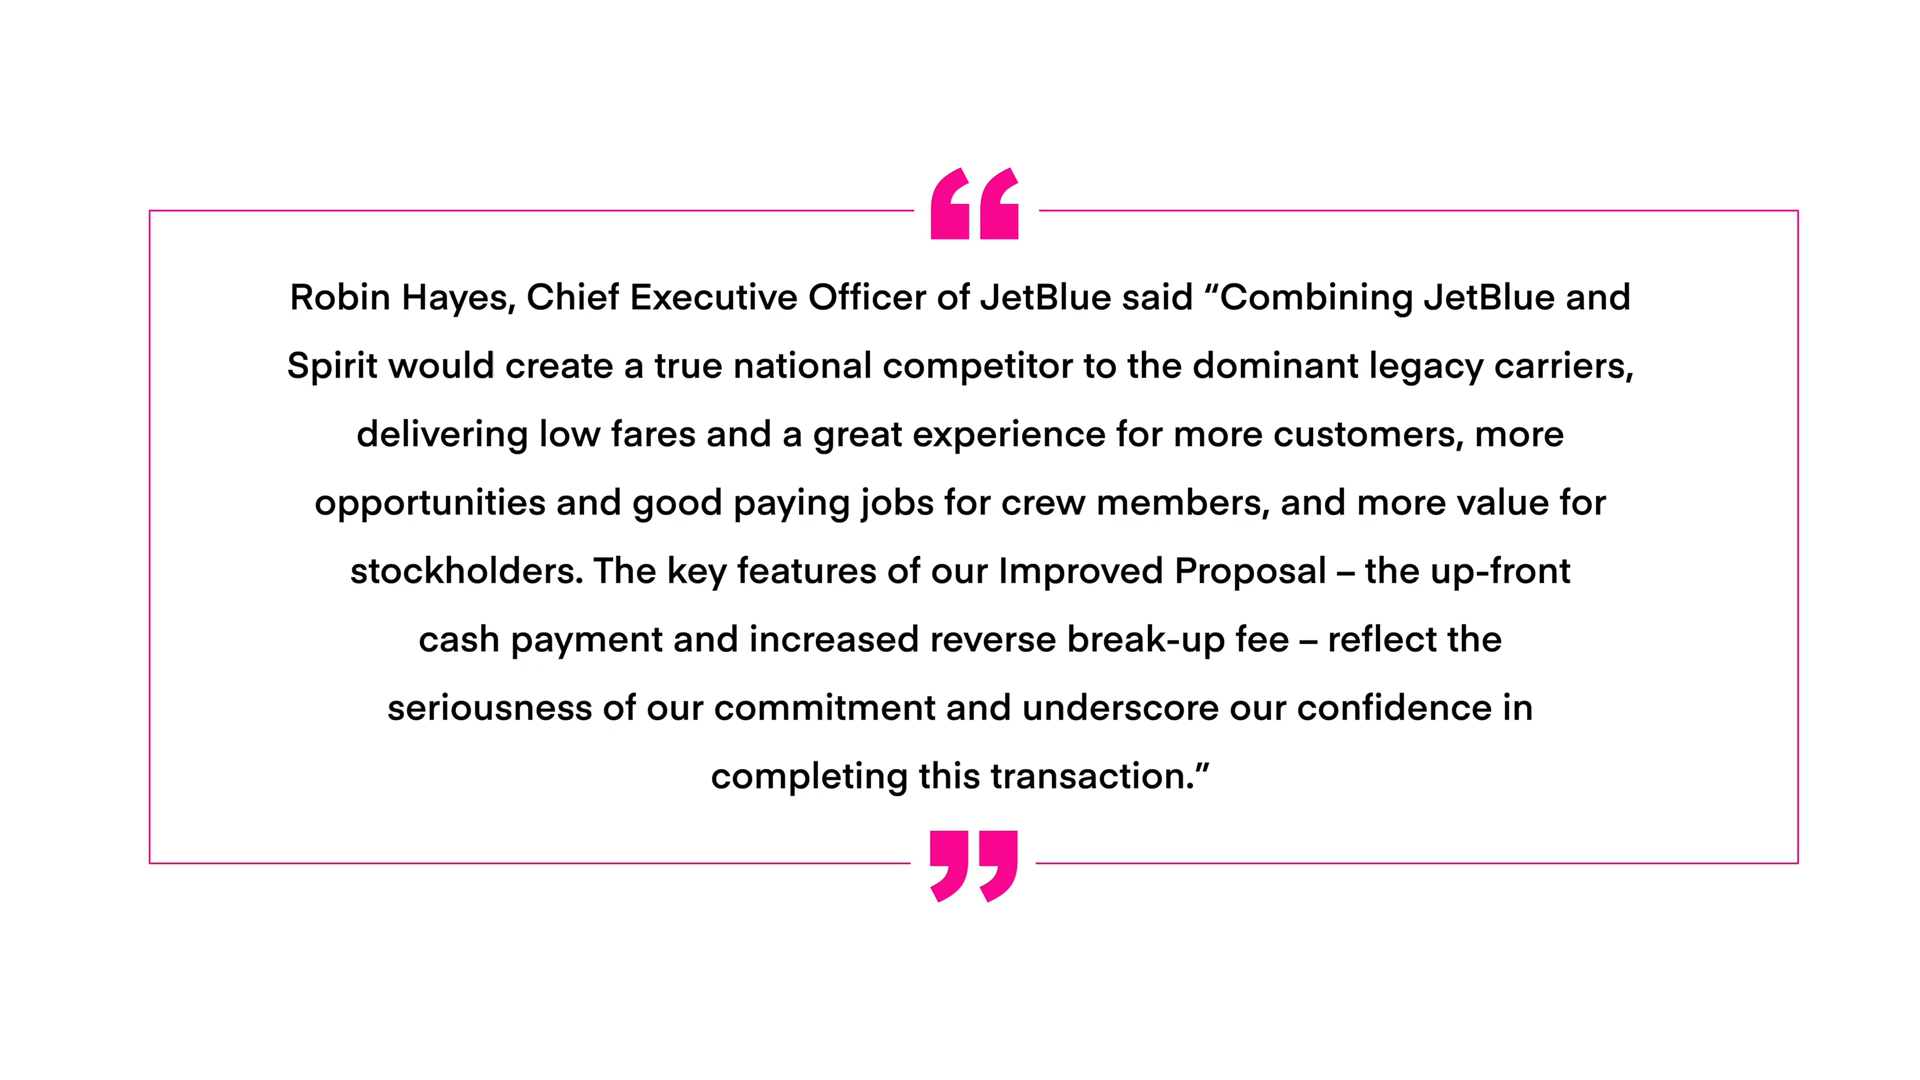 “
Robin Hayes, Chief Executive Officer of JetBlue said “Combining JetBlue and
Spirit would create a true national competitor to the dominant legacy carriers,
delivering low fares and a great experience for more customers, more
opportunities and good paying jobs for crew members, and more value for
stockholders. The key features of our Improved Proposal – the up-front
cash payment and increased reverse break-up fee – reflect the
seriousness of our commitment and underscore our confidence in
completing this transaction.”
”